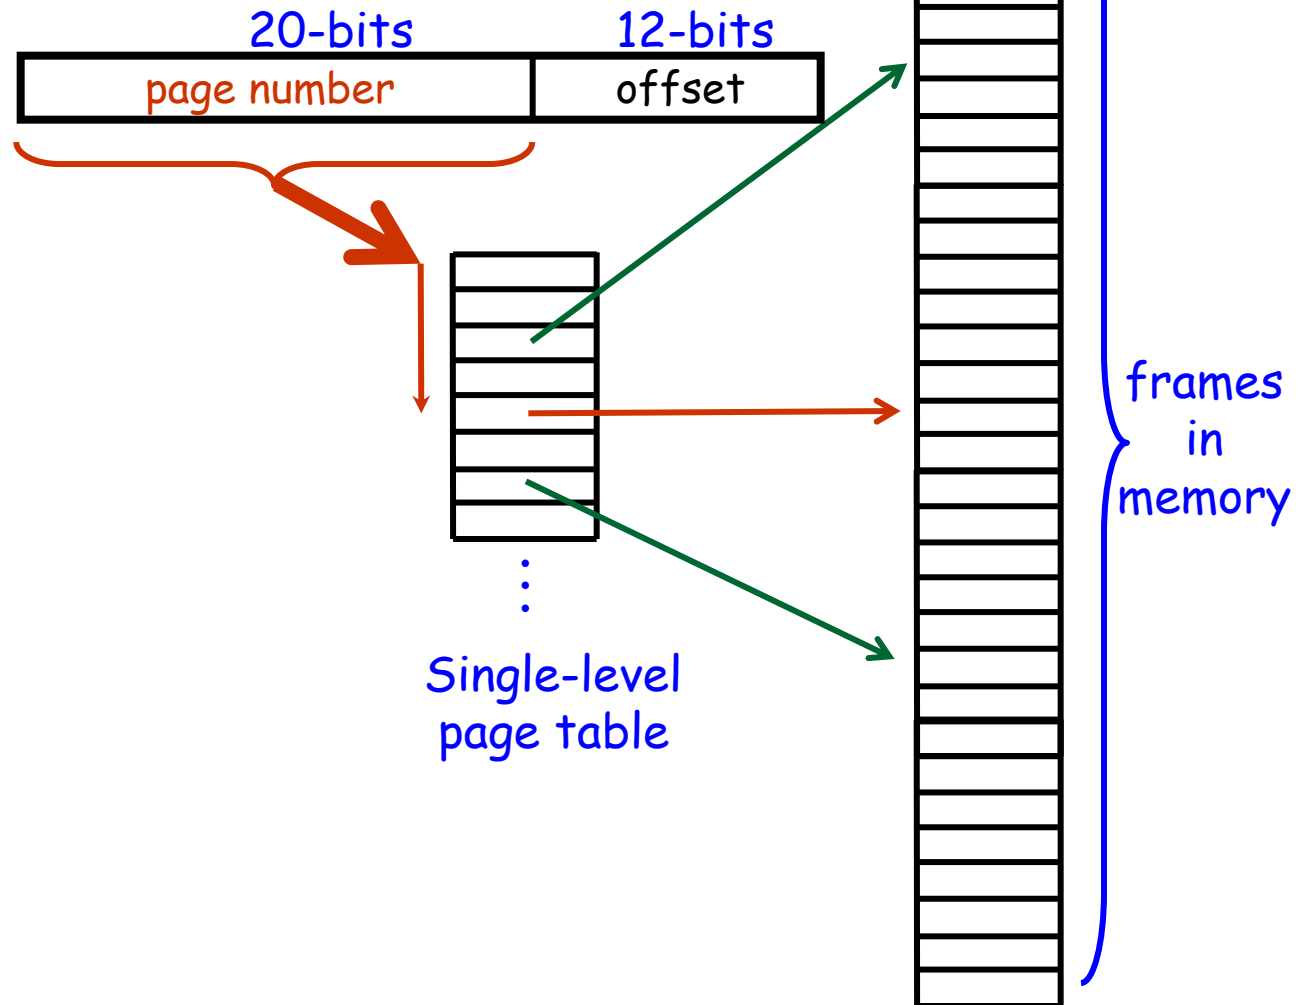 20-bits
12-bits
page number
offset
frames
in
memory
Single-level
page table